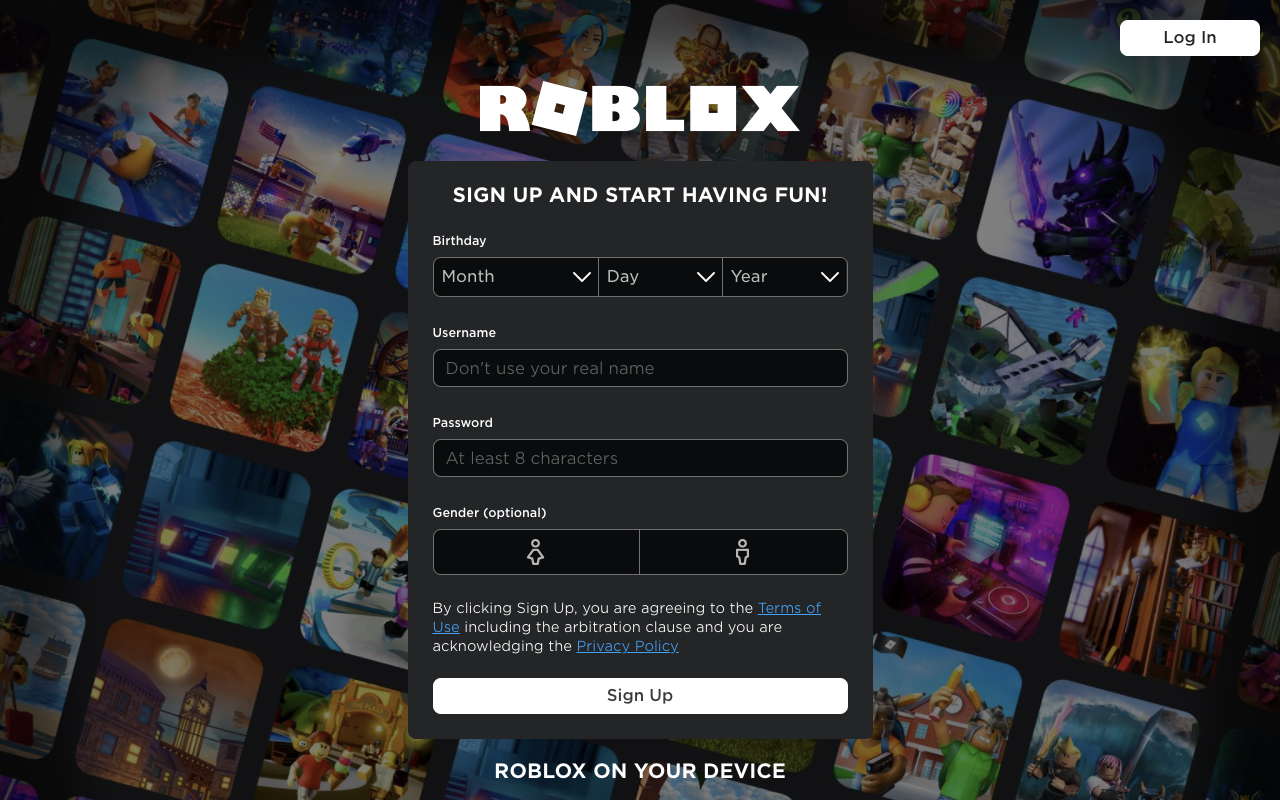 Log In
ROBLOX
SIGN UP AND START HAVING FUN!
Birthday
Month Day Year
Username
Don't use your real name
Password
At least 8 characters
Gender (optional)
By clicking Sign Up, you are agreeing to the Terms of
Use including the arbitration clause and you are
acknowledging the Privacy Policy
Sign Up
ROBLOX ON YOUR DEVICE